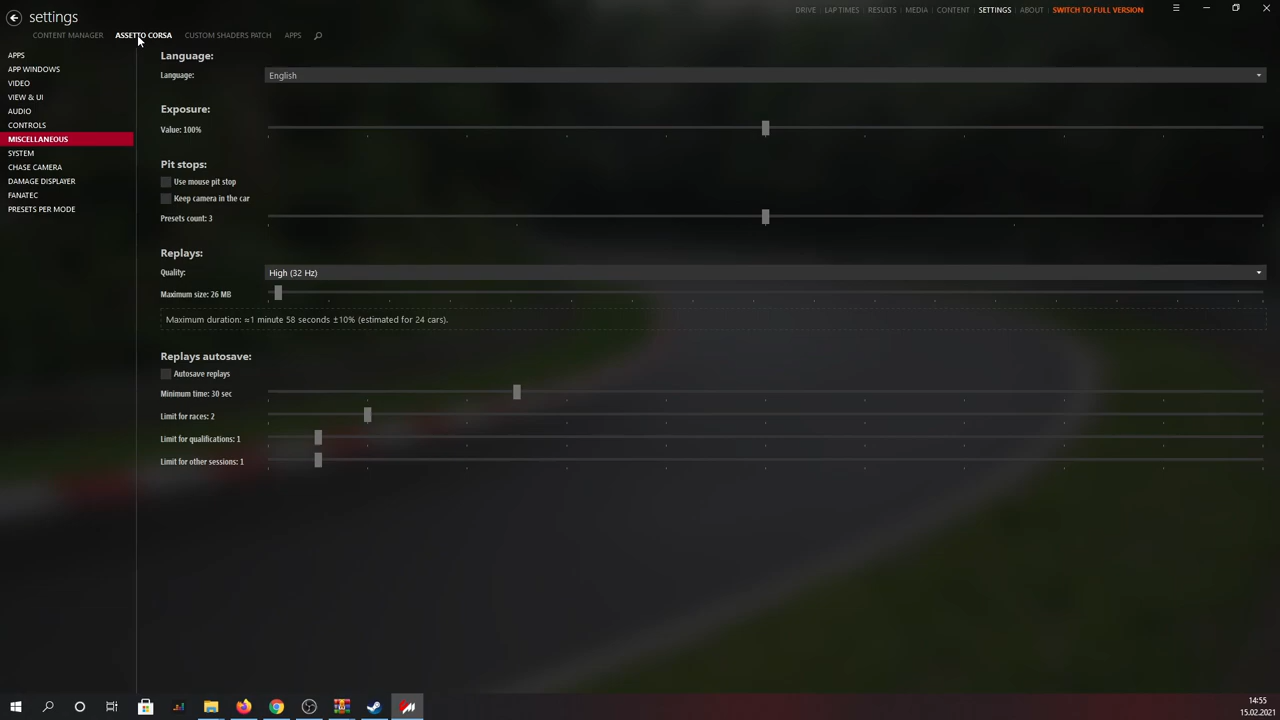 settings
DRIVE LAP TIMES RESULTS MEDIA CONTENT SETTINGS ABOUT SWITCH TO FULL VERSION
CONTENT MANAGER ASSETTO CORSA CUSTOM SHADERS PATCH APPS
APPS
APP WINDOWS
VIDEO
VIEW & UI
AUDIO
CONTROLS
MISCELLANEOUS
SYSTEM
CHASE CAMERA
DAMAGE DISPLAYER
FANATEC
PRESETS PER MODE
Language:
Language: English
Exposure:
Value: 100%
Pit stops:
Use mouse pit stop
Keep camera in the car
Presets count: 3
Replays:
Quality: High (32 Hz)
Maximum size: 26 MB
Maximum duration: ≈1 minute 58 seconds ±10% (estimated for 24 cars).
Replays autosave:
Autosave replays
Minimum time: 30 sec
Limit for races: 2
Limit for qualifications: 1
Limit for other sessions: 1
14:55
15.02.2021